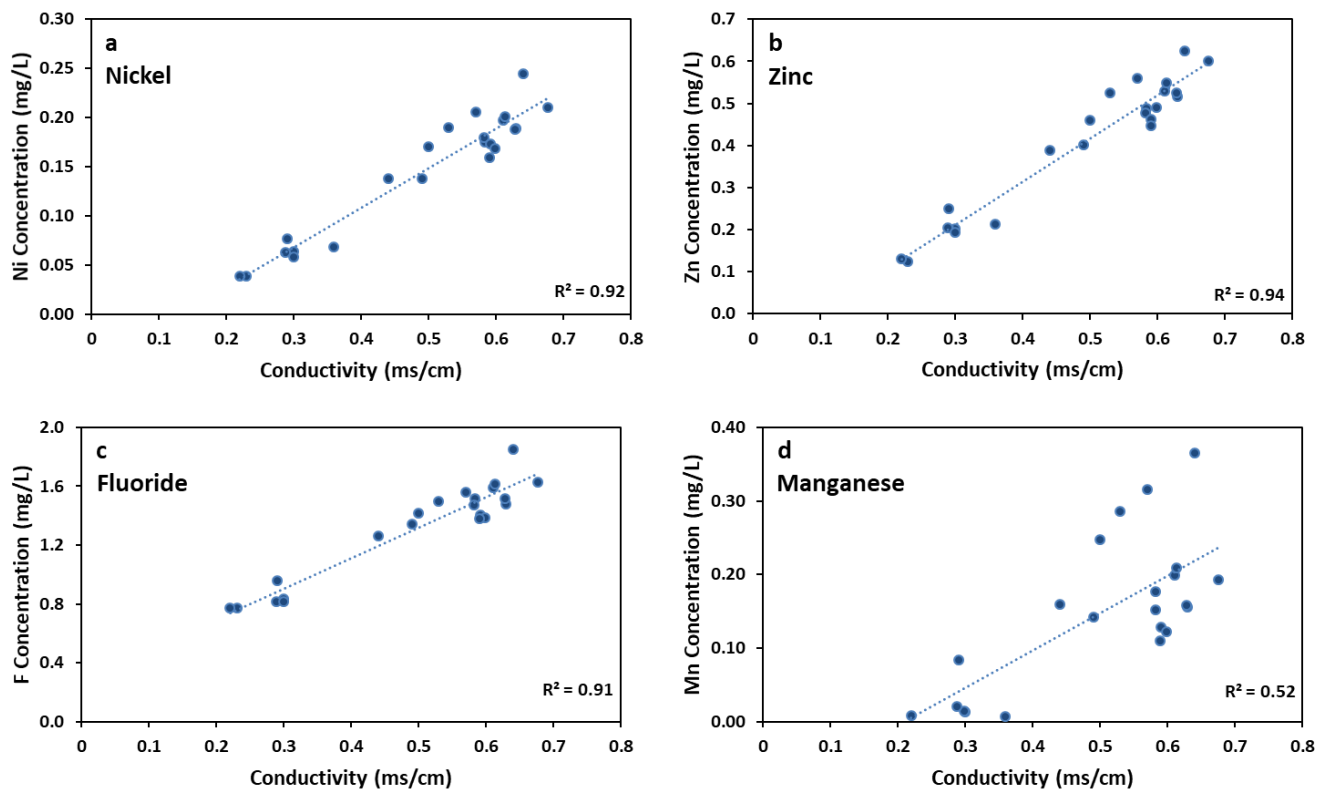 a
Nickel
Ni Concentration (mg/L)
0.30
0.25
0.20
0.15
0.10
0.05
0.00
R² = 0.92
0 0.1 0.2 0.3 0.4 0.5 0.6 0.7 0.8
Conductivity (ms/cm)
b
Zinc
Zn Concentration (mg/L)
0.7
0.6
0.5
0.4
0.3
0.2
0.1
0.0
R² = 0.94
0 0.1 0.2 0.3 0.4 0.5 0.6 0.7 0.8
Conductivity (ms/cm)
c
Fluoride
F Concentration (mg/L)
2.0
1.6
1.2
0.8
0.4
0.0
R² = 0.91
0 0.1 0.2 0.3 0.4 0.5 0.6 0.7 0.8
Conductivity (ms/cm)
d
Manganese
Mn Concentration (mg/L)
0.40
0.30
0.20
0.10
0.00
R² = 0.52
0 0.1 0.2 0.3 0.4 0.5 0.6 0.7 0.8
Conductivity (ms/cm)